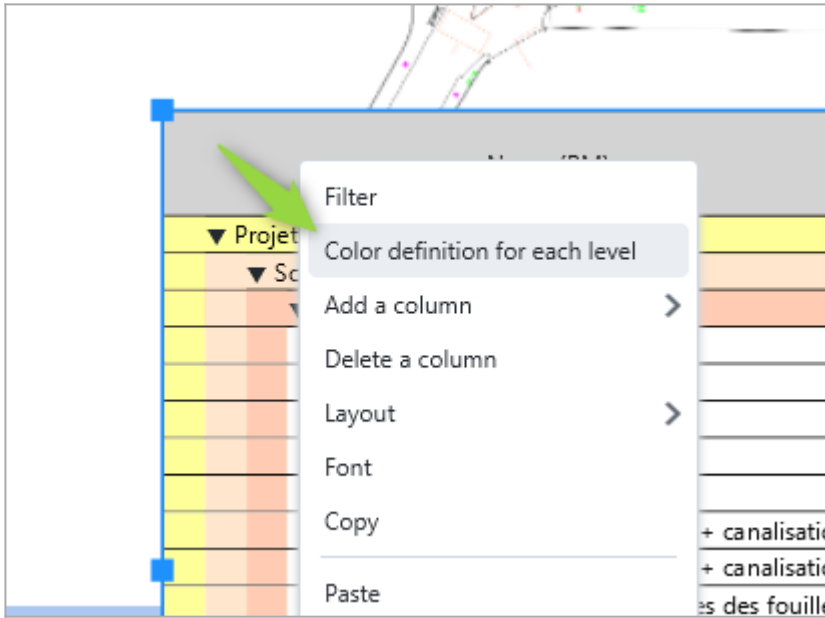 Filter
▼ Projet
Color definition for each level
▼ Sc
Add a column
Delete a column
Layout
Font
Copy
+ canalisatio
+ canalisatio
Paste
es des fouille